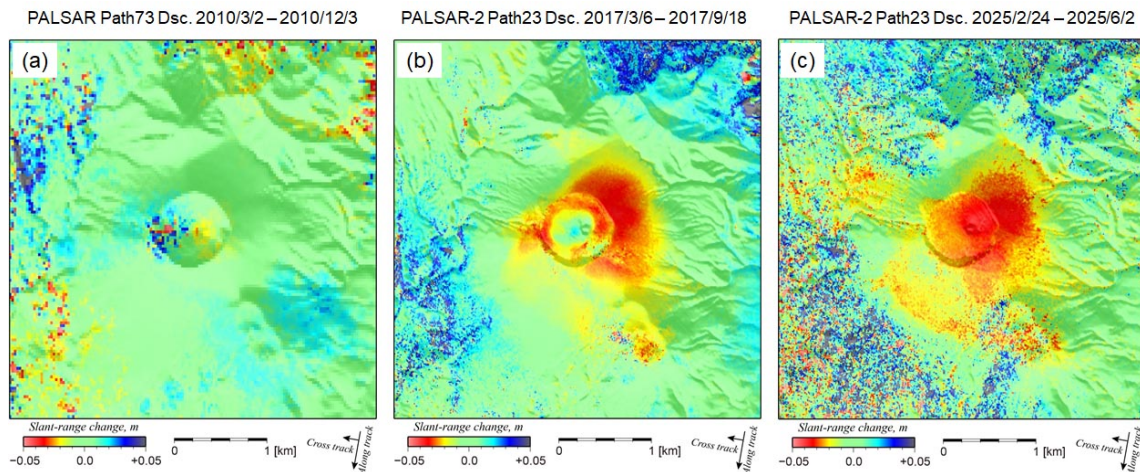 PALSAR Path73 Dsc. 2010/3/2 – 2010/12/3
PALSAR-2 Path23 Dsc. 2017/3/6 – 2017/9/18
PALSAR-2 Path23 Dsc. 2025/2/24 – 2025/6/2
(a)
(b)
(c)
Slant-range change, m
−0.05 0.0 +0.05
0 1 [km]
Cross track
Along track
Slant-range change, m
−0.05 0.0 +0.05
0 1 [km]
Cross track
Along track
Slant-range change, m
−0.05 0.0 +0.05
0 1 [km]
Cross track
Along track